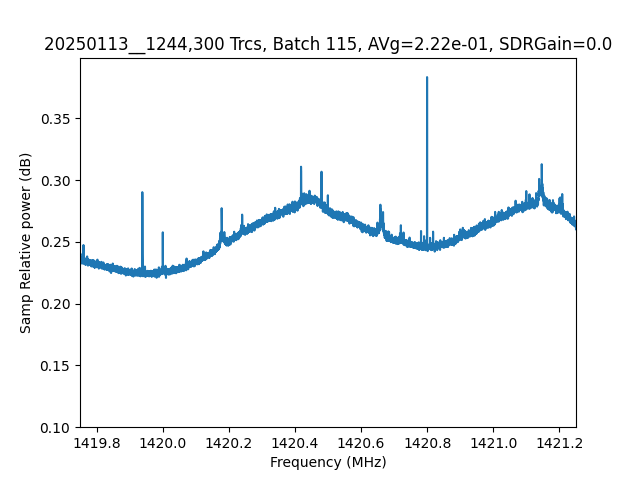 20250113__1244,300 Trcs, Batch 115, AVg=2.22e-01, SDRGain=0.0
Samp Relative power (dB)
0.35
0.30
0.25
0.20
0.15
0.10
1419.8 1420.0 1420.2 1420.4 1420.6 1420.8 1421.0 1421.2
Frequency (MHz)